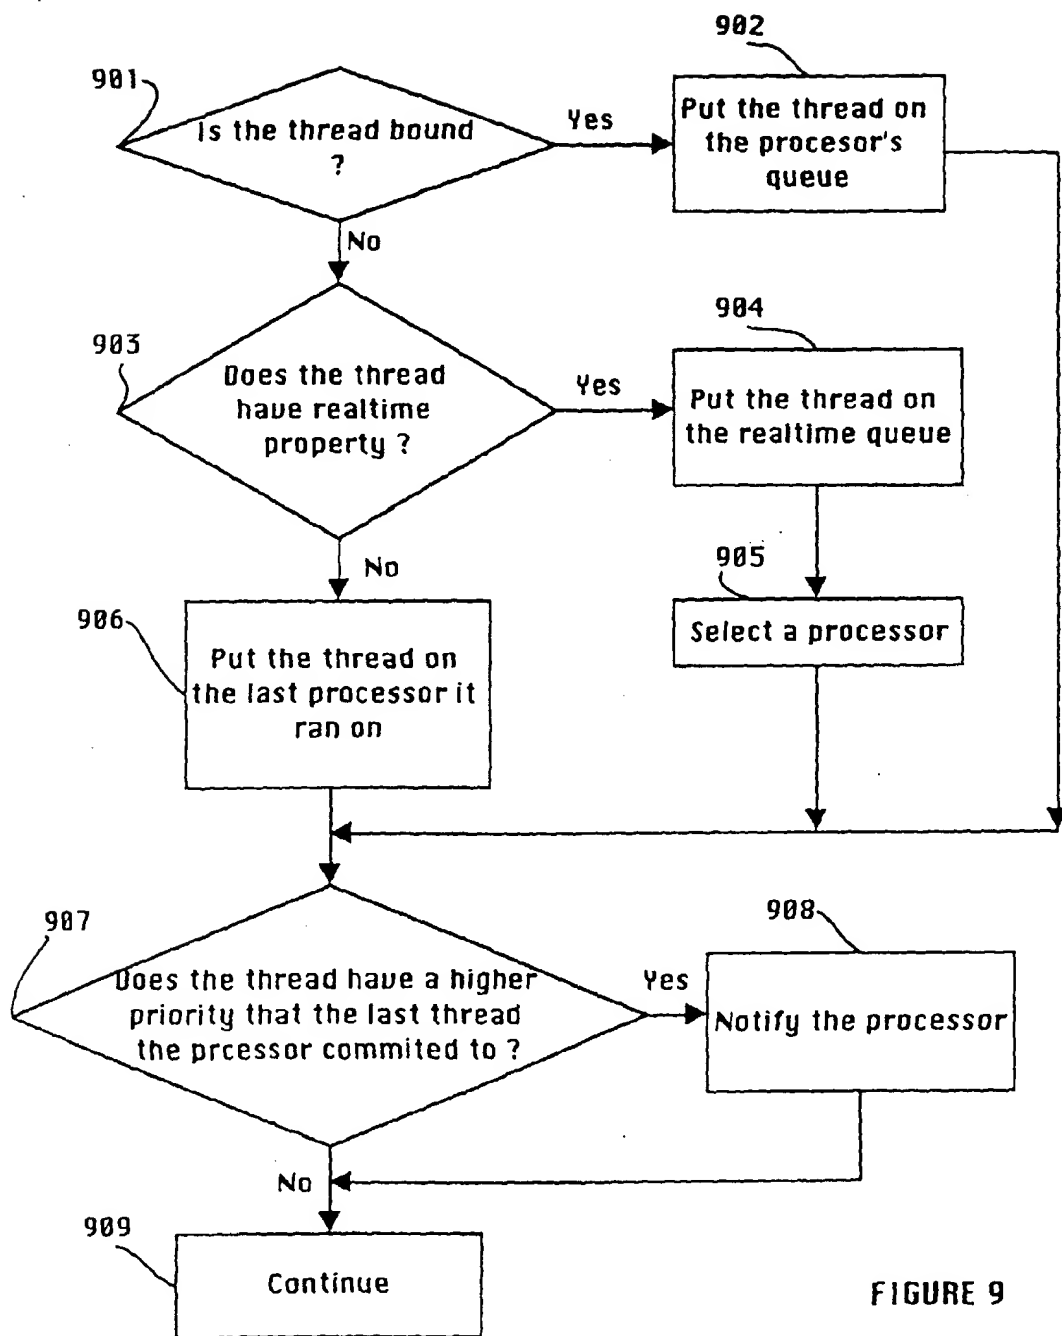 902
901
Is the thread bound
?
Yes
Put the thread on
the procesor's
queue
No
904
903
Does the thread
have realtime
property ?
Yes
Put the thread on
the realtime queue
No
905
Select a processor
906
Put the thread on
the last processor it
ran on
907
908
Does the thread have a higher
priority that the last thread
the prcessor commited to ?
Yes
Notify the processor
No
909
Continue
FIGURE 9